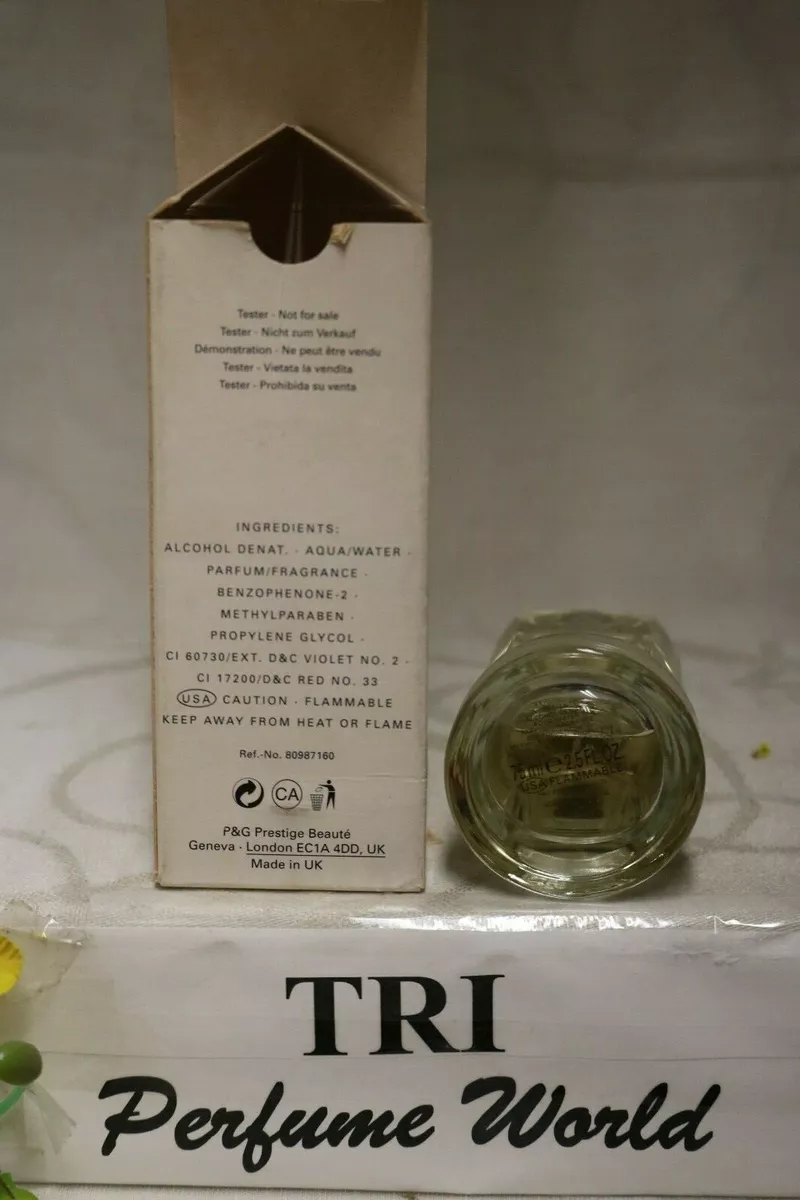 Tester - Not for sale
Tester - Nicht zum Verkauf
Démonstration - Ne peut être vendu
Tester - Vietata la vendita
Tester - Prohibida su venta
INGREDIENTS:
ALCOHOL DENAT. · AQUA/WATER ·
PARFUM/FRAGRANCE ·
BENZOPHENONE-2 ·
METHYLPARABEN ·
PROPYLENE GLYCOL ·
CI 60730/EXT. D&C VIOLET NO. 2 ·
CI 17200/D&C RED NO. 33
USA CAUTION · FLAMMABLE
KEEP AWAY FROM HEAT OR FLAME
Ref.-No. 80987160
CA
P&G Prestige Beauté
Geneva · London EC1A 4DD, UK
Made in UK
75ml e 2.5FL.OZ.
USA FLAMMABLE
TRI
Perfume World